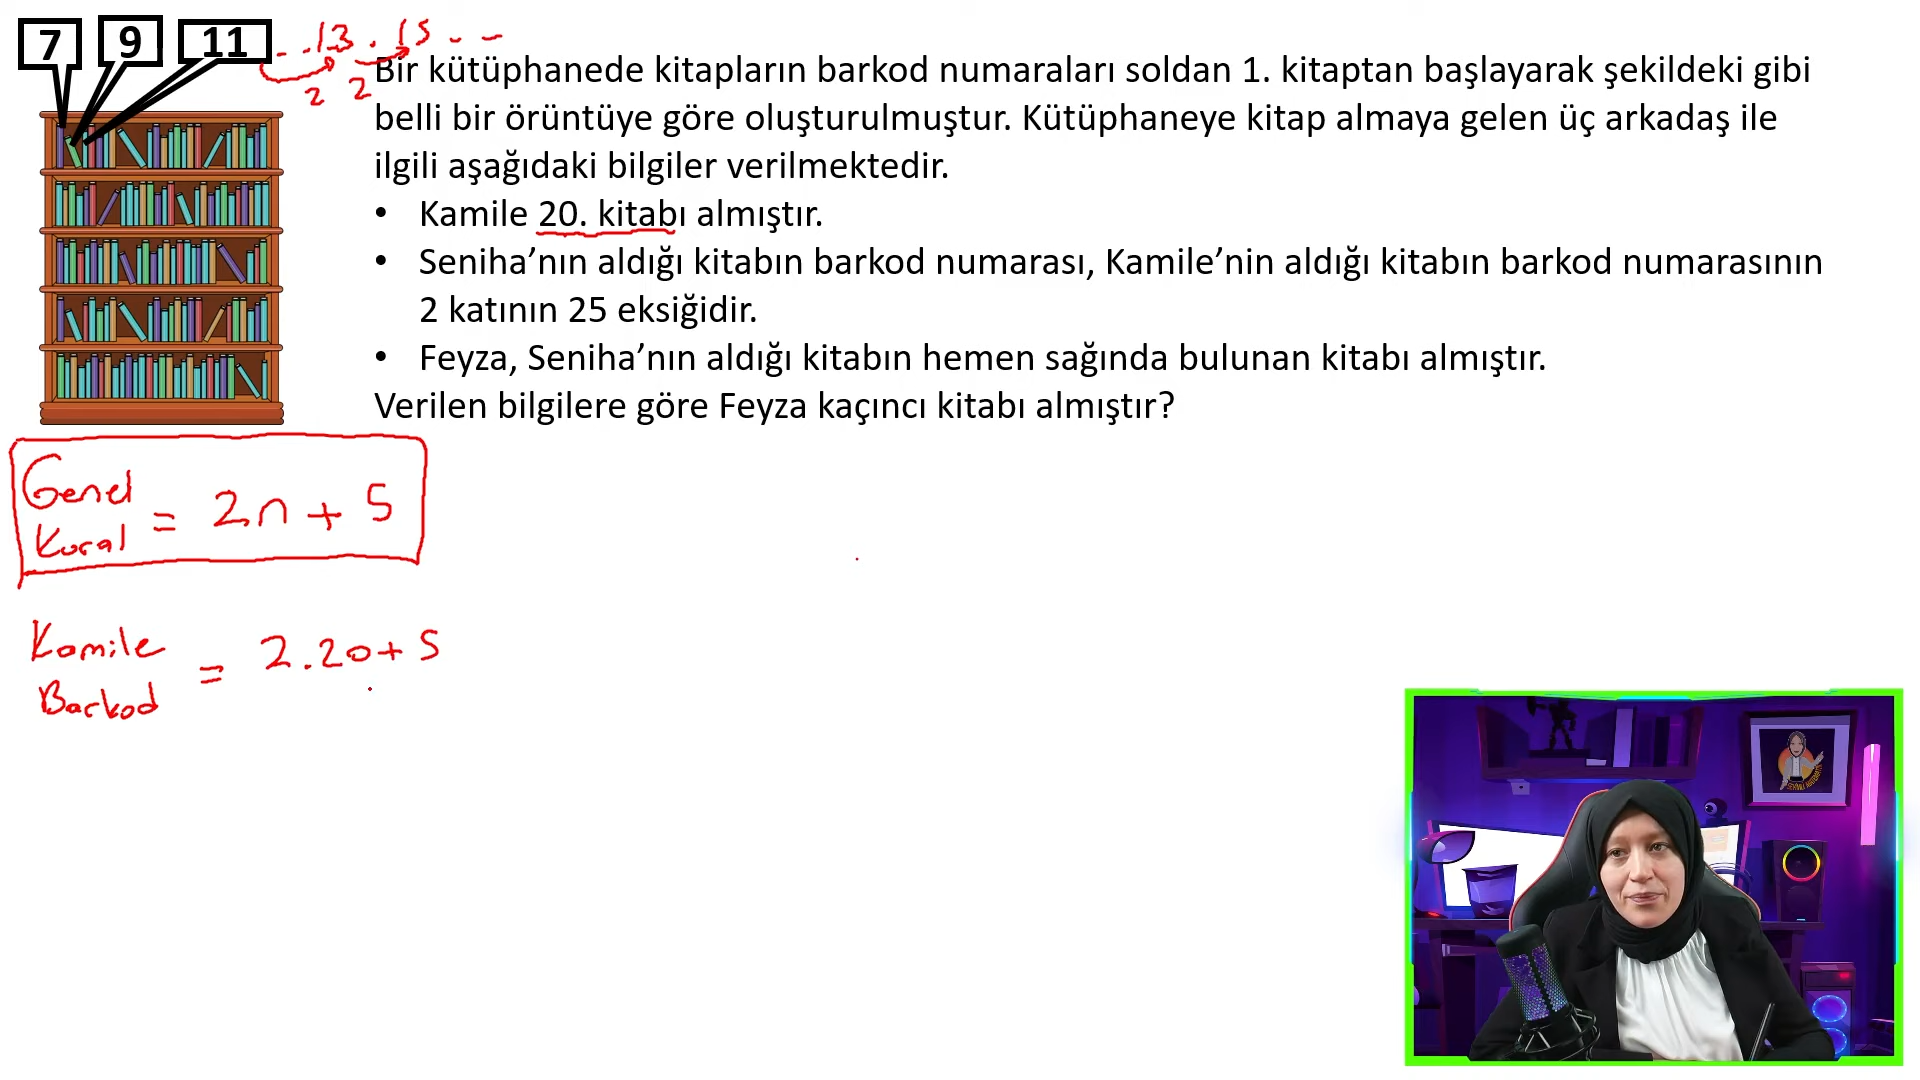 7 9 11 . . 13 . 15 - -
2 2
Bir kütüphanede kitapların barkod numaraları soldan 1. kitaptan başlayarak şekildeki gibi
belli bir örüntüye göre oluşturulmuştur. Kütüphaneye kitap almaya gelen üç arkadaş ile
ilgili aşağıdaki bilgiler verilmektedir.
• Kamile 20. kitabı almıştır.
• Seniha’nın aldığı kitabın barkod numarası, Kamile’nin aldığı kitabın barkod numarasının
2 katının 25 eksiğidir.
• Feyza, Seniha’nın aldığı kitabın hemen sağında bulunan kitabı almıştır.
Verilen bilgilere göre Feyza kaçıncı kitabı almıştır?
Genel
Kural = 2n + 5
Kamile
Barkod = 2.20+5